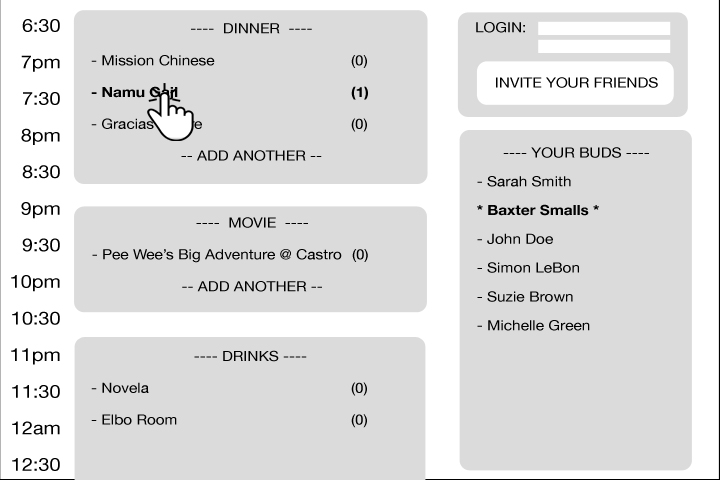 6:30
7pm
7:30
8pm
8:30
9pm
9:30
10pm
10:30
11pm
11:30
12am
12:30
---- DINNER ----
- Mission Chinese (0)
- Namu (1)
- Gracias (0)
-- ADD ANOTHER --
---- MOVIE ----
- Pee Wee's Big Adventure @ Castro (0)
-- ADD ANOTHER --
---- DRINKS ----
- Novela (0)
- Elbo Room (0)
LOGIN:
INVITE YOUR FRIENDS
---- YOUR BUDS ----
- Sarah Smith
* Baxter Smalls *
- John Doe
- Simon LeBon
- Suzie Brown
- Michelle Green